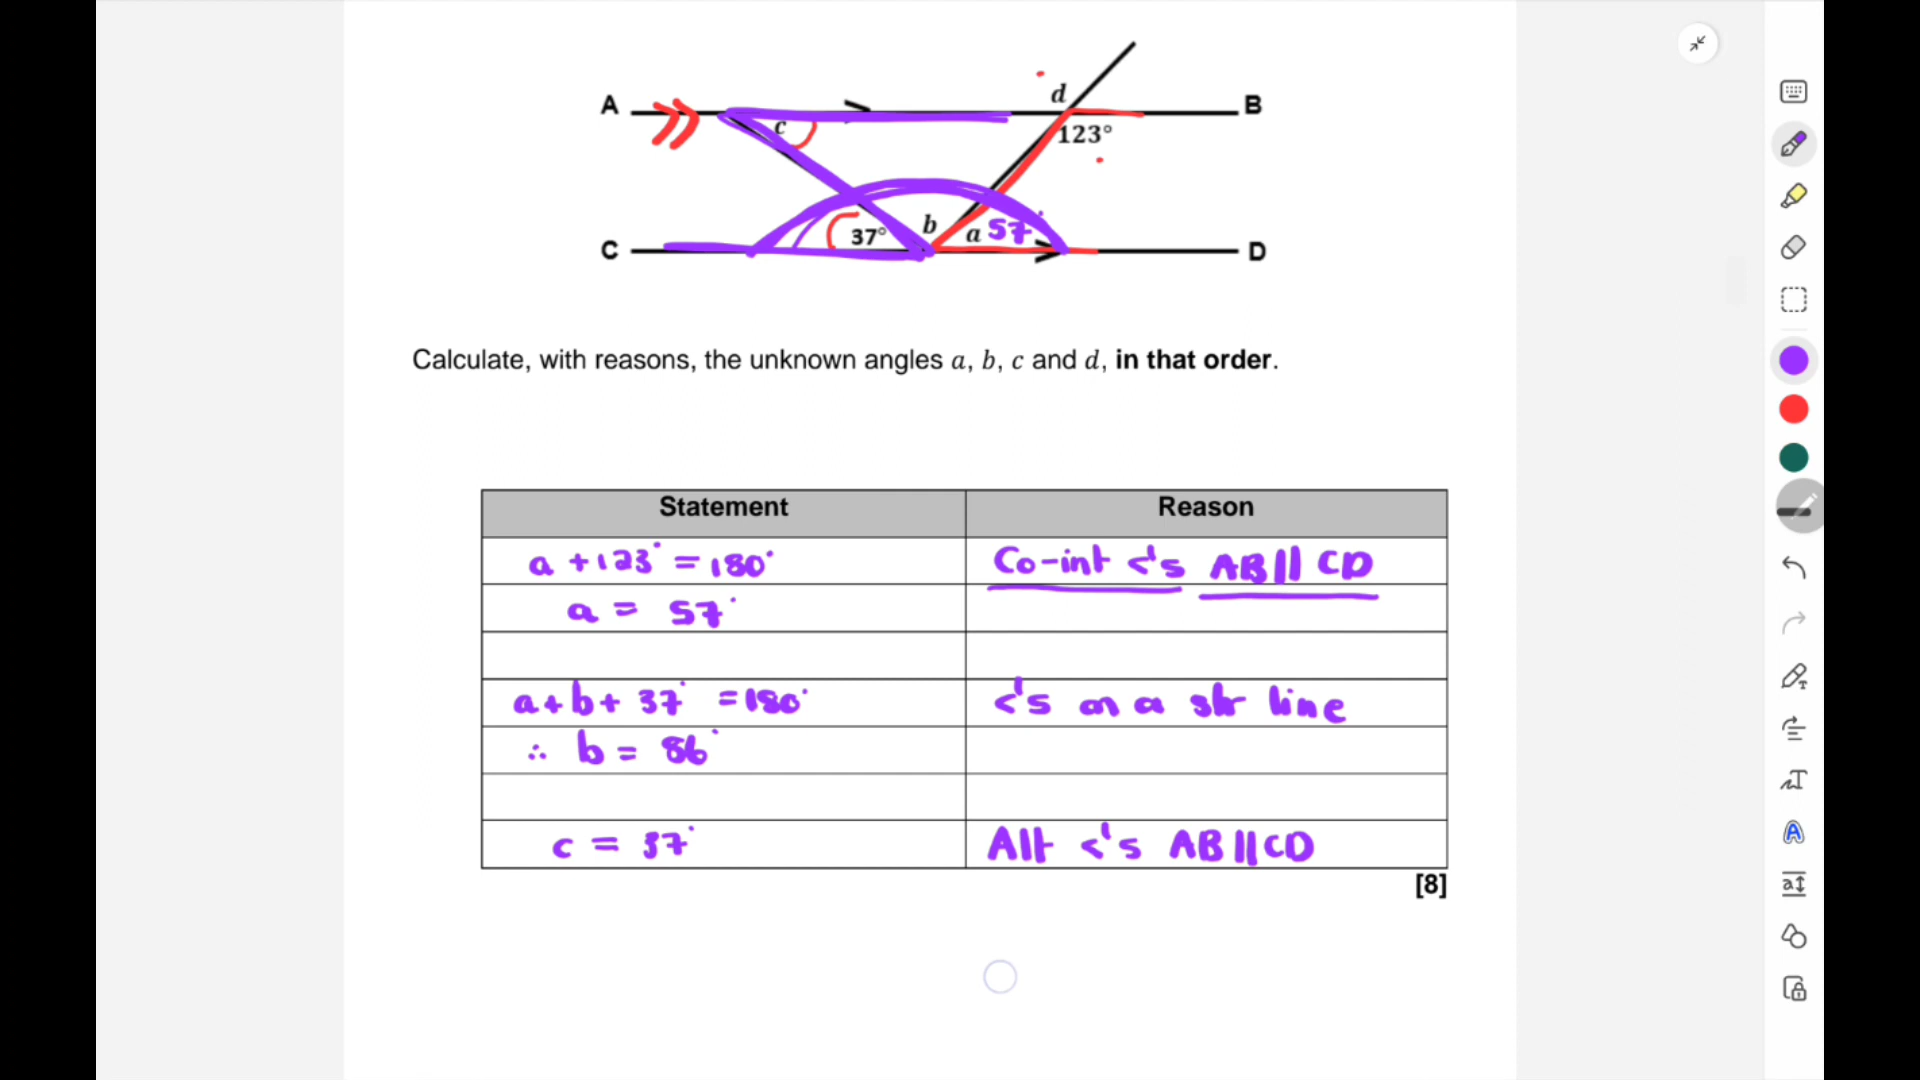 A c d 123° B
C 37° b a 57° D
Calculate, with reasons, the unknown angles a, b, c and d, in that order.
Statement Reason
a + 123° = 180° Co-int <'s AB || CD
a = 57°
a + b + 37° = 180° <'s on a str line
∴ b = 86°
c = 37° Alt <'s AB || CD
[8]